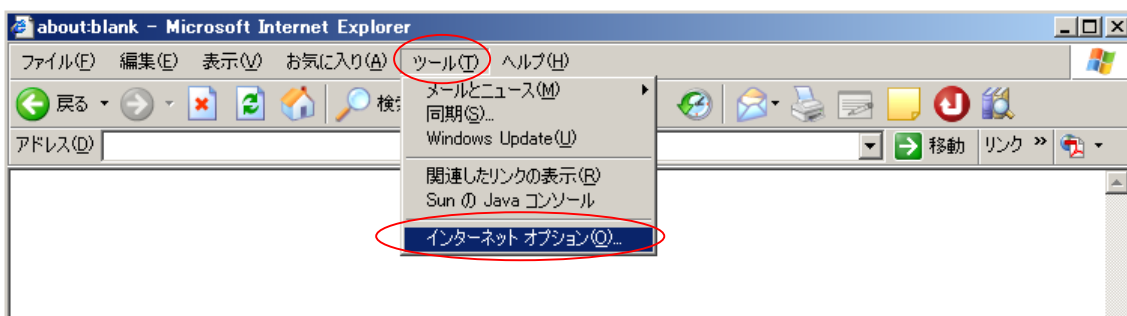 about:blank - Microsoft Internet Explorer
ファイル(F) 編集(E) 表示(V) お気に入り(A) ツール(T) ヘルプ(H)
戻る
メールとニュース(M)
同期(S)...
Windows Update(U)
関連したリンクの表示(R)
Sun の Java コンソール
インターネット オプション(O)...
アドレス(D) 移動 リンク »